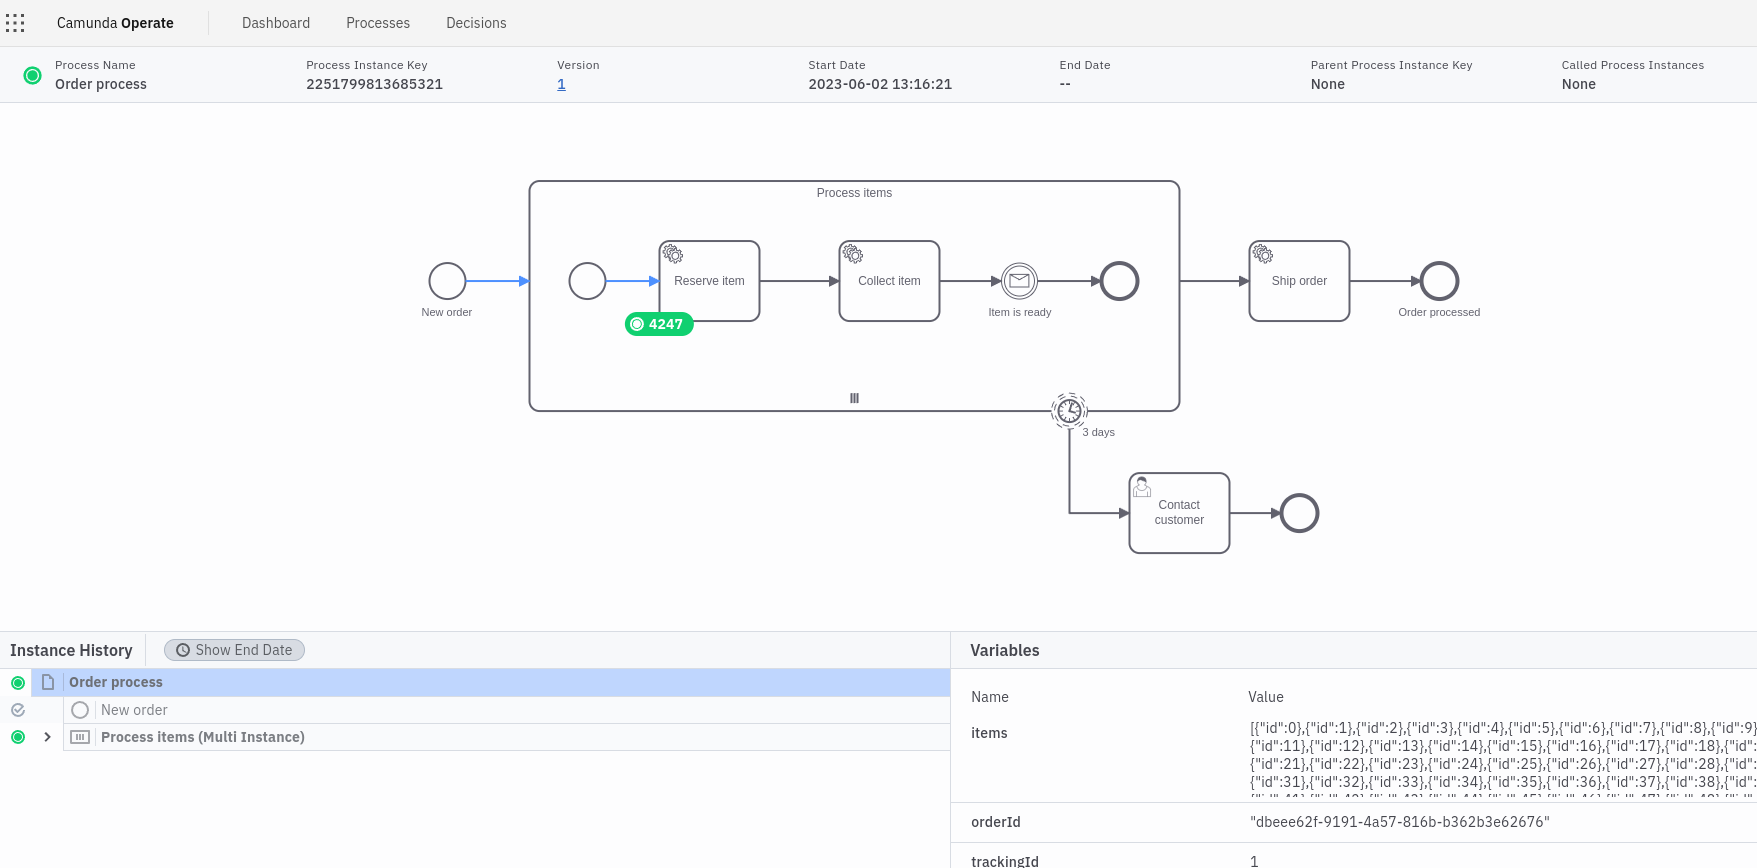 Camunda Operate
Dashboard
Processes
Decisions
Process Name
Order process
Process Instance Key
2251799813685321
Version
1
Start Date
2023-06-02 13:16:21
End Date
--
Parent Process Instance Key
None
Called Process Instances
None
Process items
New order
Reserve item
4247
Collect item
Item is ready
Ship order
Order processed
3 days
Contact
customer
Instance History
Show End Date
Order process
New order
Process items (Multi Instance)
Variables
Name
Value
items
[{"id":0},{"id":1},{"id":2},{"id":3},{"id":4},{"id":5},{"id":6},{"id":7},{"id":8},{"id":9}
{"id":11},{"id":12},{"id":13},{"id":14},{"id":15},{"id":16},{"id":17},{"id":18},{"id":
{"id":21},{"id":22},{"id":23},{"id":24},{"id":25},{"id":26},{"id":27},{"id":28},{"id":
{"id":31},{"id":32},{"id":33},{"id":34},{"id":35},{"id":36},{"id":37},{"id":38},{"id":
orderId
"dbeee62f-9191-4a57-816b-b362b3e62676"
trackingId
1